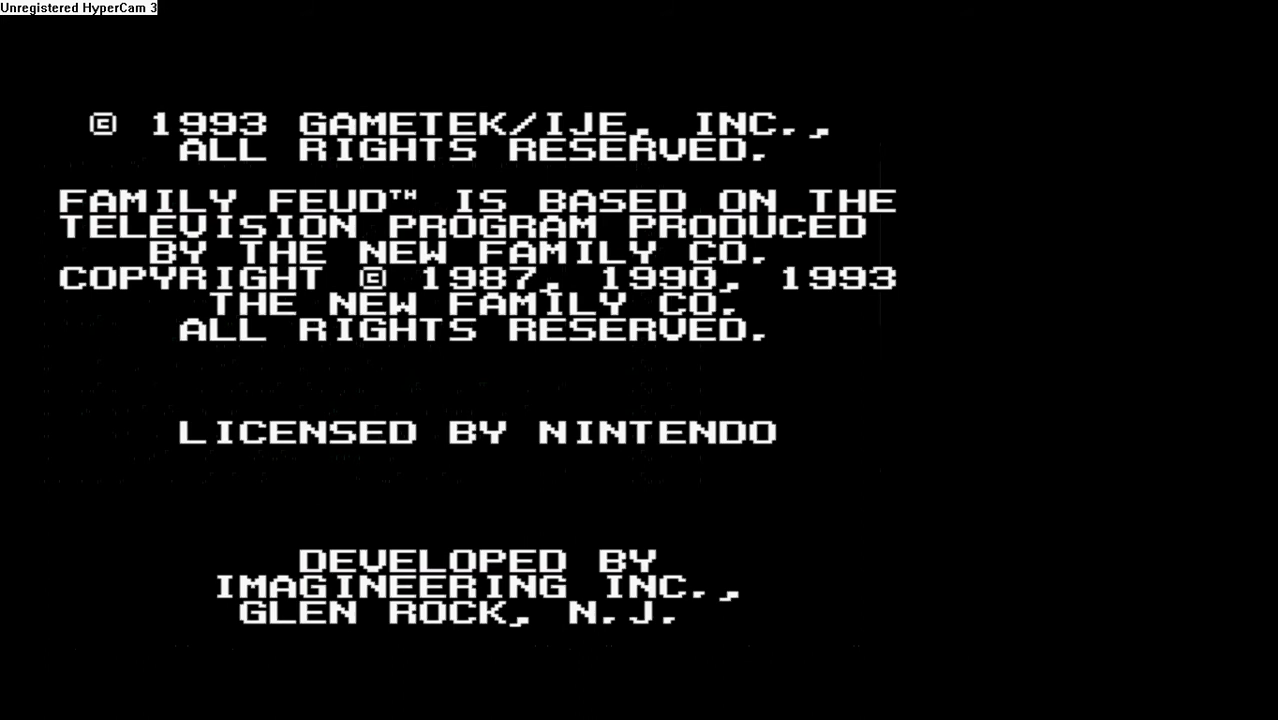 Unregistered HyperCam 3
© 1993 GAMETEK/IJE, INC.,
ALL RIGHTS RESERVED.
FAMILY FEUD™ IS BASED ON THE
TELEVISION PROGRAM PRODUCED
BY THE NEW FAMILY CO.
COPYRIGHT © 1987, 1990, 1993
THE NEW FAMILY CO.
ALL RIGHTS RESERVED.
LICENSED BY NINTENDO
DEVELOPED BY
IMAGINEERING INC.,
GLEN ROCK, N.J.